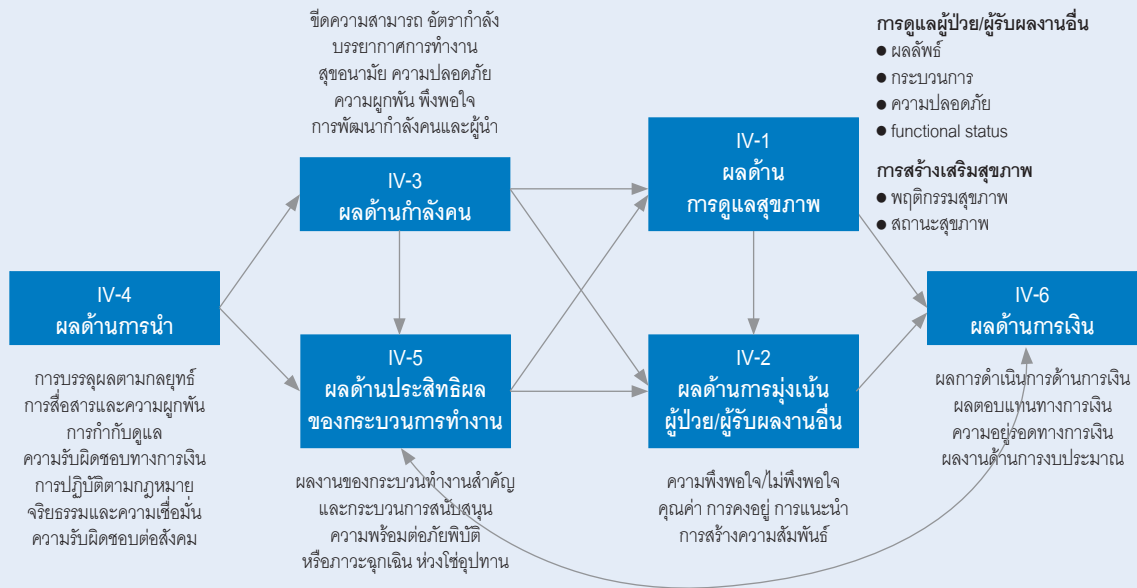 ขีดความสามารถ อัตรากำลัง
บรรยากาศการทำงาน
สุขอนามัย ความปลอดภัย
ความผูกพัน พึงพอใจ
การพัฒนากำลังคนและผู้นำ
การดูแลผู้ป่วย/ผู้รับผลงานอื่น
● ผลลัพธ์
● กระบวนการ
● ความปลอดภัย
● functional status
การสร้างเสริมสุขภาพ
● พฤติกรรมสุขภาพ
● สถานะสุขภาพ
IV-3
ผลด้านกำลังคน
IV-1
ผลด้าน
การดูแลสุขภาพ
IV-4
ผลด้านการนำ
IV-6
ผลด้านการเงิน
IV-5
ผลด้านประสิทธิผล
ของกระบวนการทำงาน
IV-2
ผลด้านการมุ่งเน้น
ผู้ป่วย/ผู้รับผลงานอื่น
การบรรลุผลตามกลยุทธ์
การสื่อสารและความผูกพัน
การกำกับดูแล
ความรับผิดชอบทางการเงิน
การปฏิบัติตามกฎหมาย
จริยธรรมและความเชื่อมั่น
ความรับผิดชอบต่อสังคม
ผลงานของกระบวนทำงานสำคัญ
และกระบวนการสนับสนุน
ความพร้อมต่อภัยพิบัติ
หรือภาวะฉุกเฉิน ห่วงโซ่อุปทาน
ความพึงพอใจ/ไม่พึงพอใจ
คุณค่า การคงอยู่ การแนะนำ
การสร้างความสัมพันธ์
ผลการดำเนินการด้านการเงิน
ผลตอบแทนทางการเงิน
ความอยู่รอดทางการเงิน
ผลงานด้านการงบประมาณ